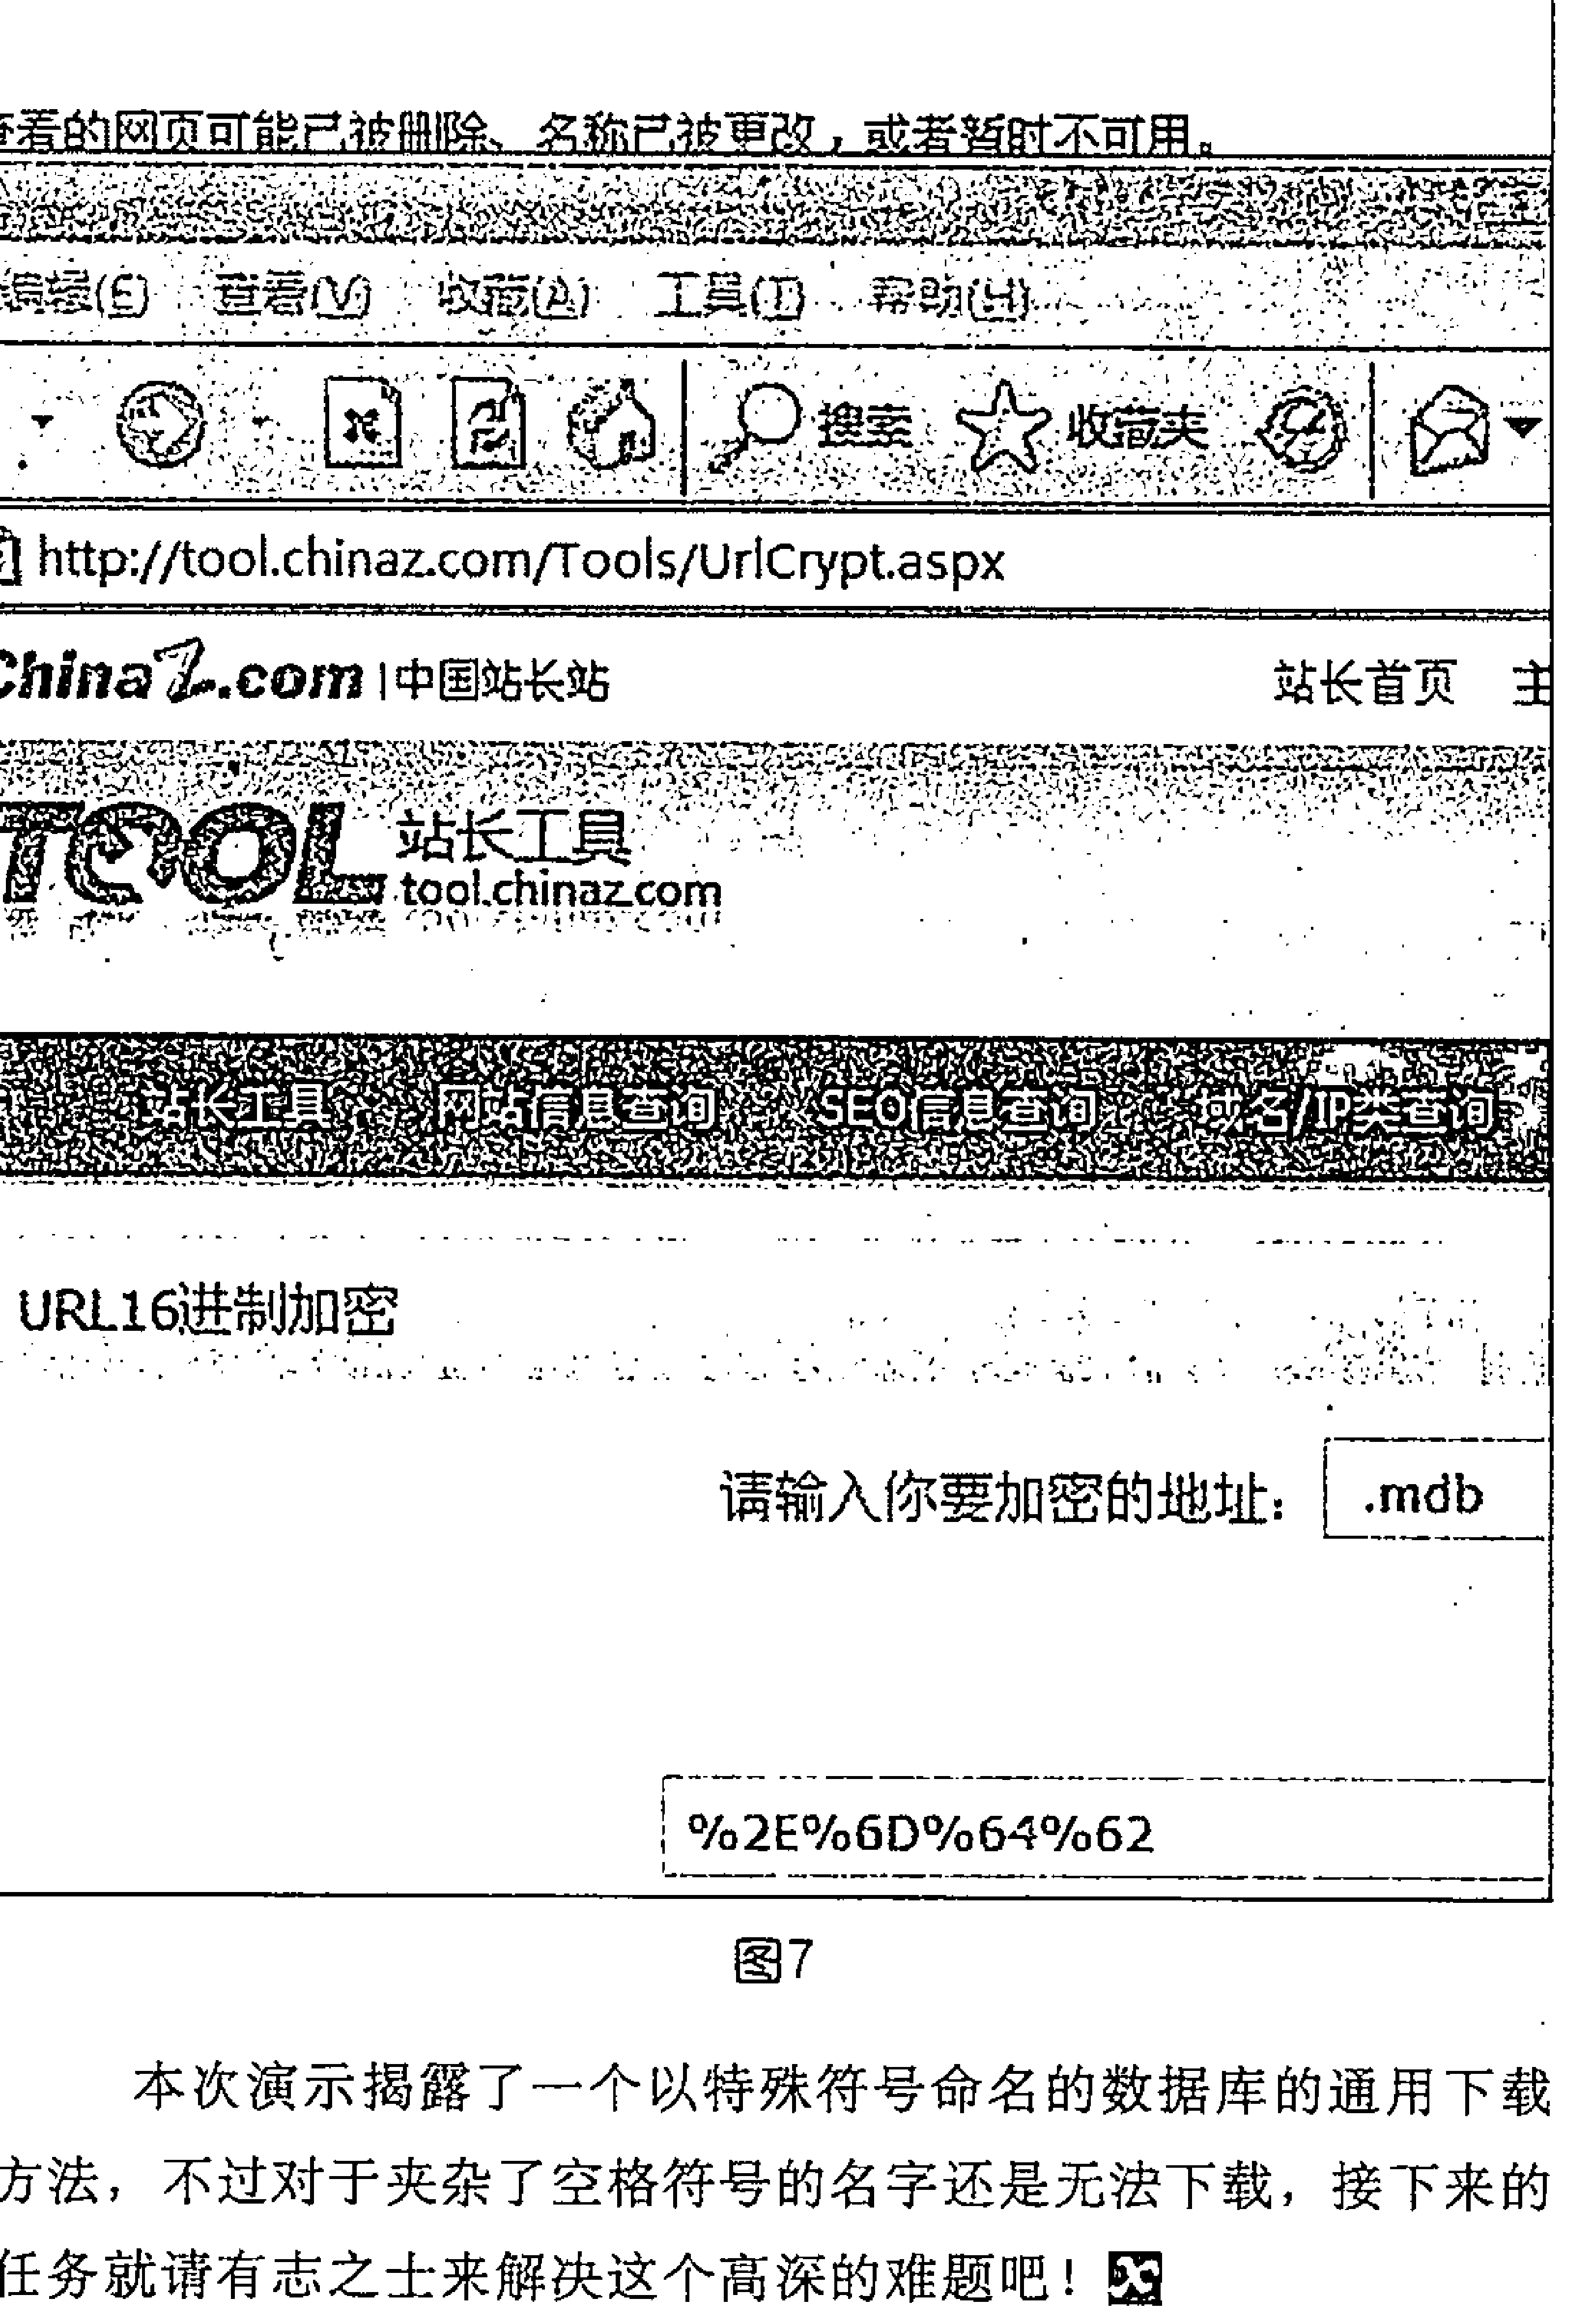 查看的网页可能已被删除、名称已被更改，或者暂时不可用。
编辑(E) 查看(V) 收藏(A) 工具(T) 帮助(H)
搜索 收藏夹
http://tool.chinaz.com/Tools/UrlCrypt.aspx
ChinaZ.com | 中国站长站 站长首页 主
TOOL 站长工具
tool.chinaz.com
站长工具 网站信息查询 SEO信息查询 域名/IP类查询
URL16进制加密
请输入你要加密的地址： .mdb
%2E%6D%64%62
图7
本次演示揭露了一个以特殊符号命名的数据库的通用下载
方法，不过对于夹杂了空格符号的名字还是无法下载，接下来的
任务就请有志之士来解决这个高深的难题吧！